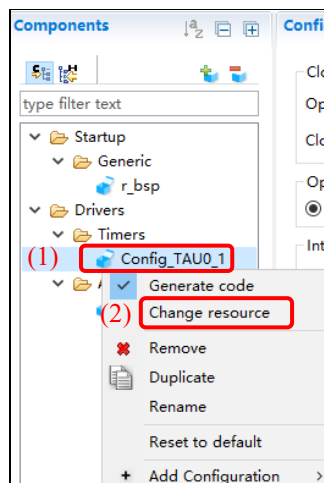 Components
Confi
type filter text
Startup
Generic
r_bsp
Drivers
Timers
(1)
Config_TAU0_1
Generate code
(2)
Change resource
Remove
Duplicate
Rename
Reset to default
Add Configuration
Clo
Op
Clo
Op
Int